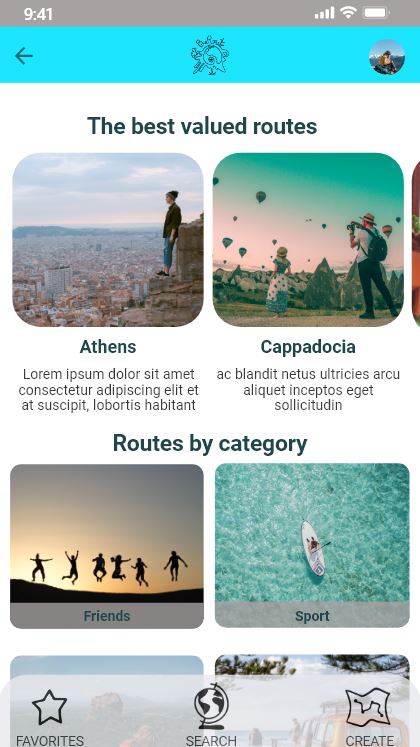 9:41
The best valued routes
Athens
Lorem ipsum dolor sit amet
consectetur adipiscing elit et
at suscipit, lobortis habitant
Cappadocia
ac blandit netus ultricies arcu
aliquet inceptos eget
sollicitudin
Routes by category
Friends
Sport
FAVORITES
SEARCH
CREATE